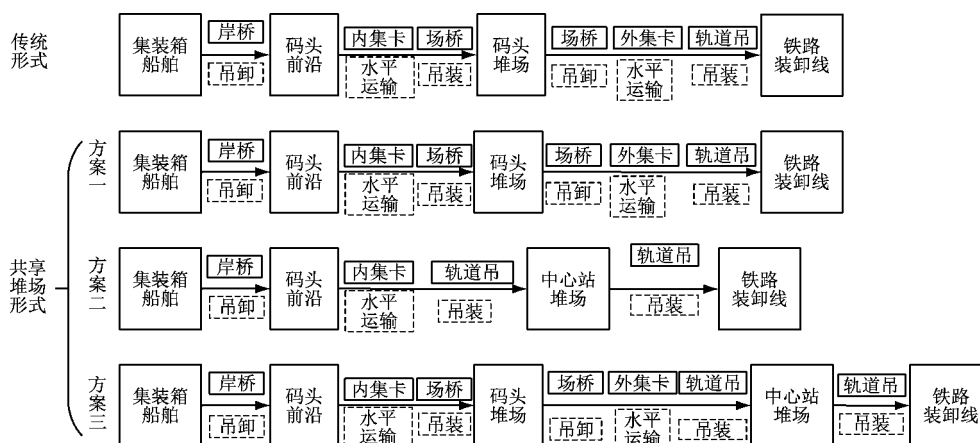 传统
形式
集装箱
船舶
岸桥
吊卸
码头
前沿
内集卡
水平
运输
场桥
吊装
码头
堆场
场桥
吊卸
外集卡
水平
运输
轨道吊
吊装
铁路
装卸线
共享
堆场
形式
方案一
集装箱
船舶
岸桥
吊卸
码头
前沿
内集卡
水平
运输
场桥
吊装
码头
堆场
场桥
吊卸
外集卡
水平
运输
轨道吊
吊装
铁路
装卸线
方案二
集装箱
船舶
岸桥
吊卸
码头
前沿
内集卡
水平
运输
轨道吊
吊装
中心站
堆场
轨道吊
吊装
铁路
装卸线
方案三
集装箱
船舶
岸桥
吊卸
码头
前沿
内集卡
水平
运输
场桥
吊装
码头
堆场
场桥
吊卸
外集卡
水平
运输
轨道吊
吊装
中心站
堆场
轨道吊
吊装
铁路
装卸线